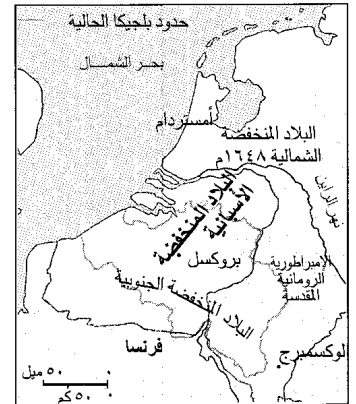 حدود بلجيكا الحالية
بحر الشمال
أمستردام
البلاد المنخفضة
الشمالية ١٦٤٨م
نهر الراين
البلاد المنخفضة
الأسبانية
بروكسل
الإمبراطورية
الرومانية
المقدسة
البلاد المنخفضة الجنوبية
فرنسا
لوكسمبرج
٥٠ ميل
٥٠ كم